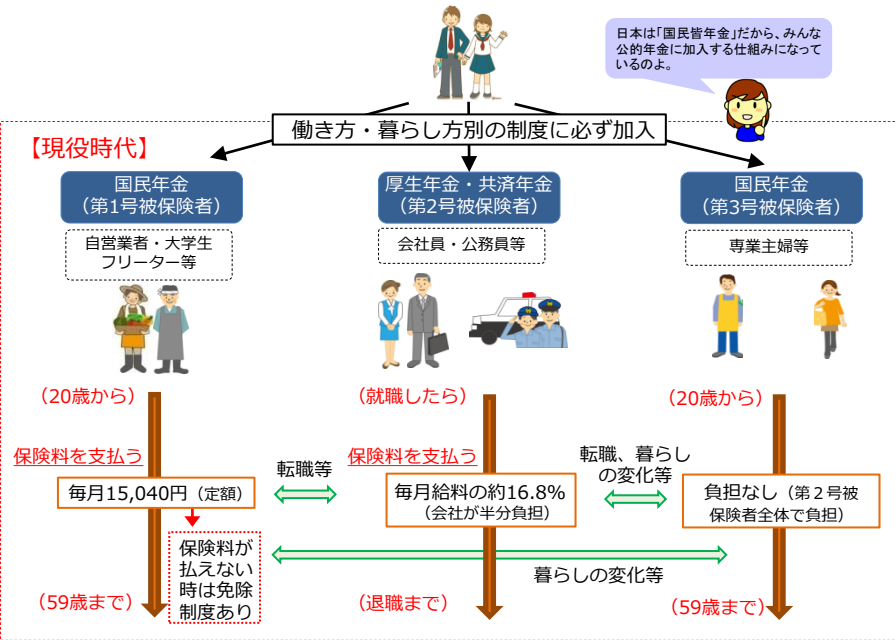 日本は「国民皆年金」だから、みんな
公的年金に加入する仕組みになって
いるのよ。
働き方・暮らし方別の制度に必ず加入
【現役時代】
国民年金
(第1号被保険者)
自営業者・大学生
フリーター等
厚生年金・共済年金
(第2号被保険者)
会社員・公務員等
国民年金
(第3号被保険者)
専業主婦等
(20歳から)
(就職したら)
(20歳から)
保険料を支払う
毎月15,040円(定額)
転職等
保険料を支払う
毎月給料の約16.8%
(会社が半分負担)
転職、暮らし
の変化等
負担なし(第2号被
保険者全体で負担)
保険料が
払えない
時は免除
制度あり
暮らしの変化等
(59歳まで)
(退職まで)
(59歳まで)